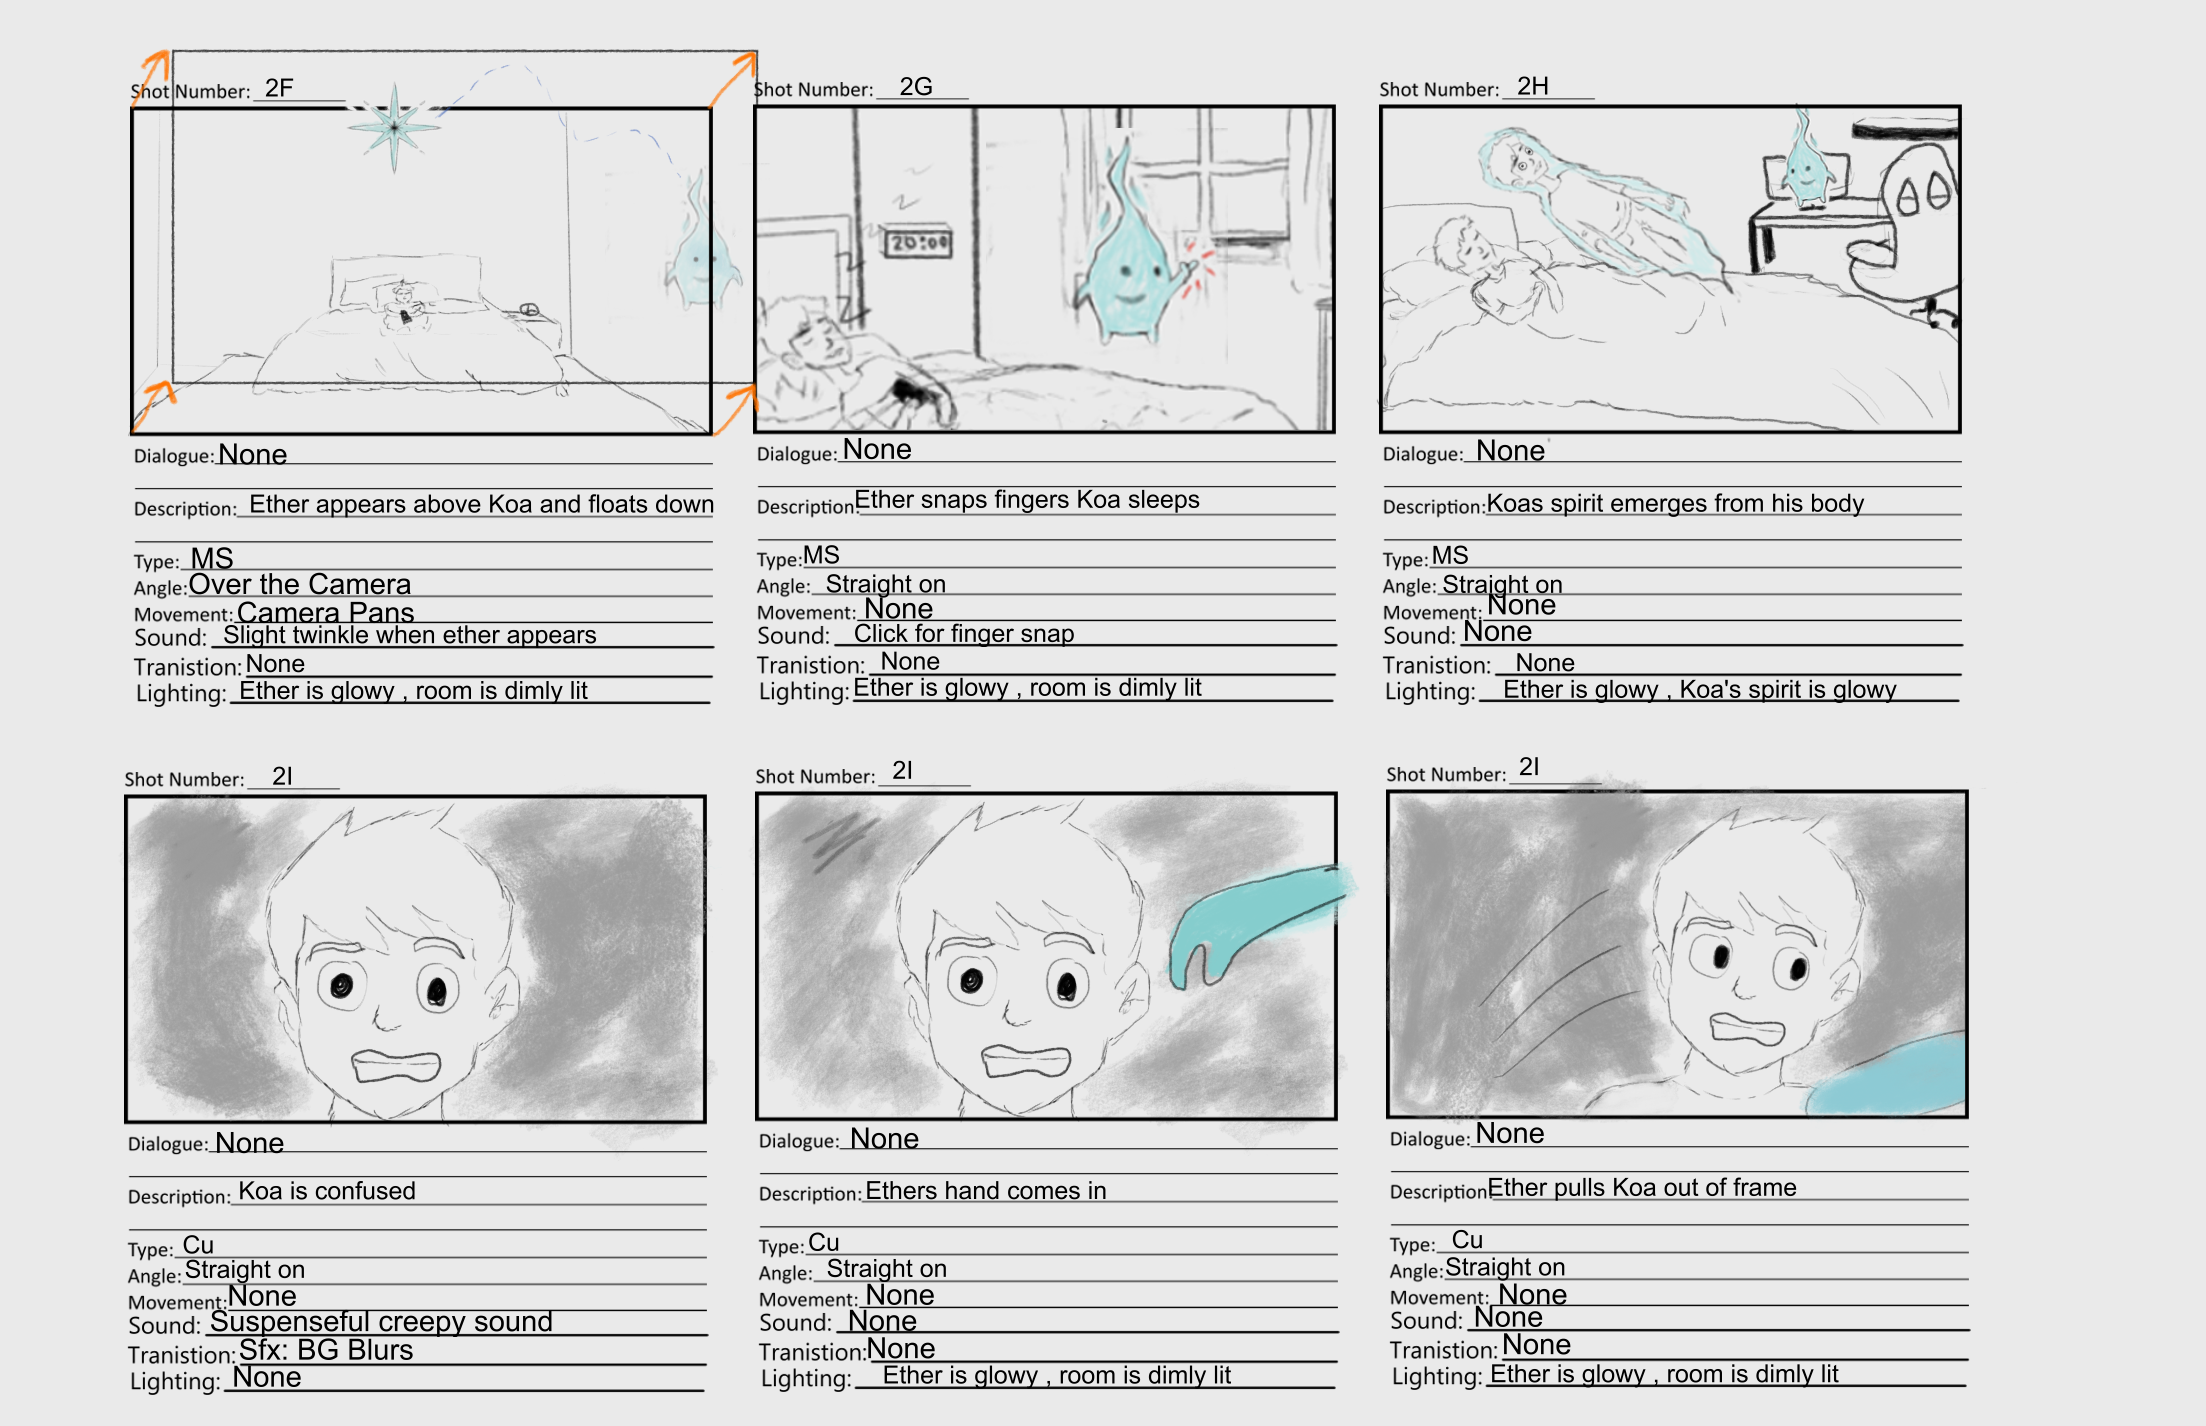 Shot Number: 2F
Dialogue: None
Description: Ether appears above Koa and floats down
Type: MS
Angle: Over the Camera
Movement: Camera Pans
Sound: Slight twinkle when ether appears
Tranistion: None
Lighting: Ether is glowy , room is dimly lit
Shot Number: 2G
20:00
Dialogue: None
Description: Ether snaps fingers Koa sleeps
Type: MS
Angle: Straight on
Movement: None
Sound: Click for finger snap
Tranistion: None
Lighting: Ether is glowy , room is dimly lit
Shot Number: 2H
Dialogue: None
Description: Koas spirit emerges from his body
Type: MS
Angle: Straight on
Movement: None
Sound: None
Tranistion: None
Lighting: Ether is glowy , Koa's spirit is glowy
Shot Number: 2I
Dialogue: None
Description: Koa is confused
Type: Cu
Angle: Straight on
Movement: None
Sound: Suspenseful creepy sound
Tranistion: Sfx: BG Blurs
Lighting: None
Shot Number: 2I
Dialogue: None
Description: Ethers hand comes in
Type: Cu
Angle: Straight on
Movement: None
Sound: None
Tranistion: None
Lighting: Ether is glowy , room is dimly lit
Shot Number: 2I
Dialogue: None
Description: Ether pulls Koa out of frame
Type: Cu
Angle: Straight on
Movement: None
Sound: None
Tranistion: None
Lighting: Ether is glowy , room is dimly lit